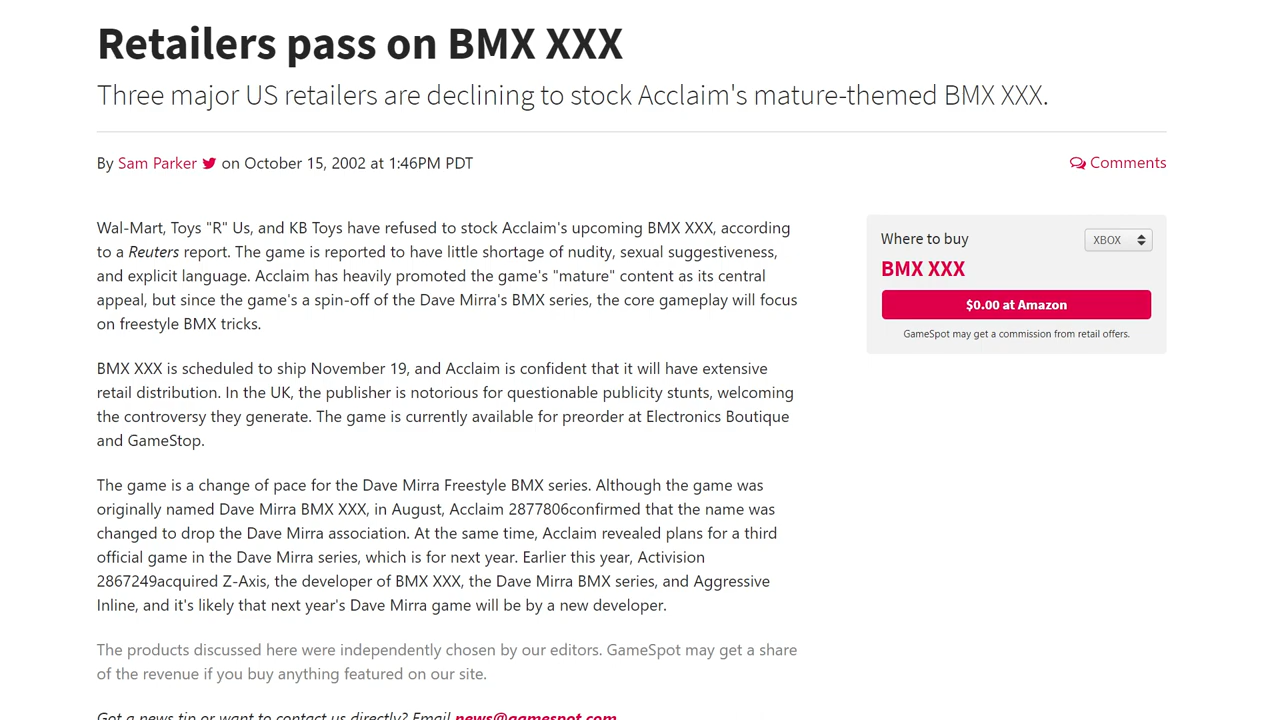 Retailers pass on BMX XXX
Three major US retailers are declining to stock Acclaim's mature-themed BMX XXX.
By Sam Parker on October 15, 2002 at 1:46PM PDT
Comments
Wal-Mart, Toys "R" Us, and KB Toys have refused to stock Acclaim's upcoming BMX XXX, according
to a Reuters report. The game is reported to have little shortage of nudity, sexual suggestiveness,
and explicit language. Acclaim has heavily promoted the game's "mature" content as its central
appeal, but since the game's a spin-off of the Dave Mirra's BMX series, the core gameplay will focus
on freestyle BMX tricks.
BMX XXX is scheduled to ship November 19, and Acclaim is confident that it will have extensive
retail distribution. In the UK, the publisher is notorious for questionable publicity stunts, welcoming
the controversy they generate. The game is currently available for preorder at Electronics Boutique
and GameStop.
The game is a change of pace for the Dave Mirra Freestyle BMX series. Although the game was
originally named Dave Mirra BMX XXX, in August, Acclaim 2877806confirmed that the name was
changed to drop the Dave Mirra association. At the same time, Acclaim revealed plans for a third
official game in the Dave Mirra series, which is for next year. Earlier this year, Activision
2867249acquired Z-Axis, the developer of BMX XXX, the Dave Mirra BMX series, and Aggressive
Inline, and it's likely that next year's Dave Mirra game will be by a new developer.
The products discussed here were independently chosen by our editors. GameSpot may get a share
of the revenue if you buy anything featured on our site.
Got a news tip or want to contact us directly? Email news@gamespot.com
Where to buy
XBOX
BMX XXX
$0.00 at Amazon
GameSpot may get a commission from retail offers.